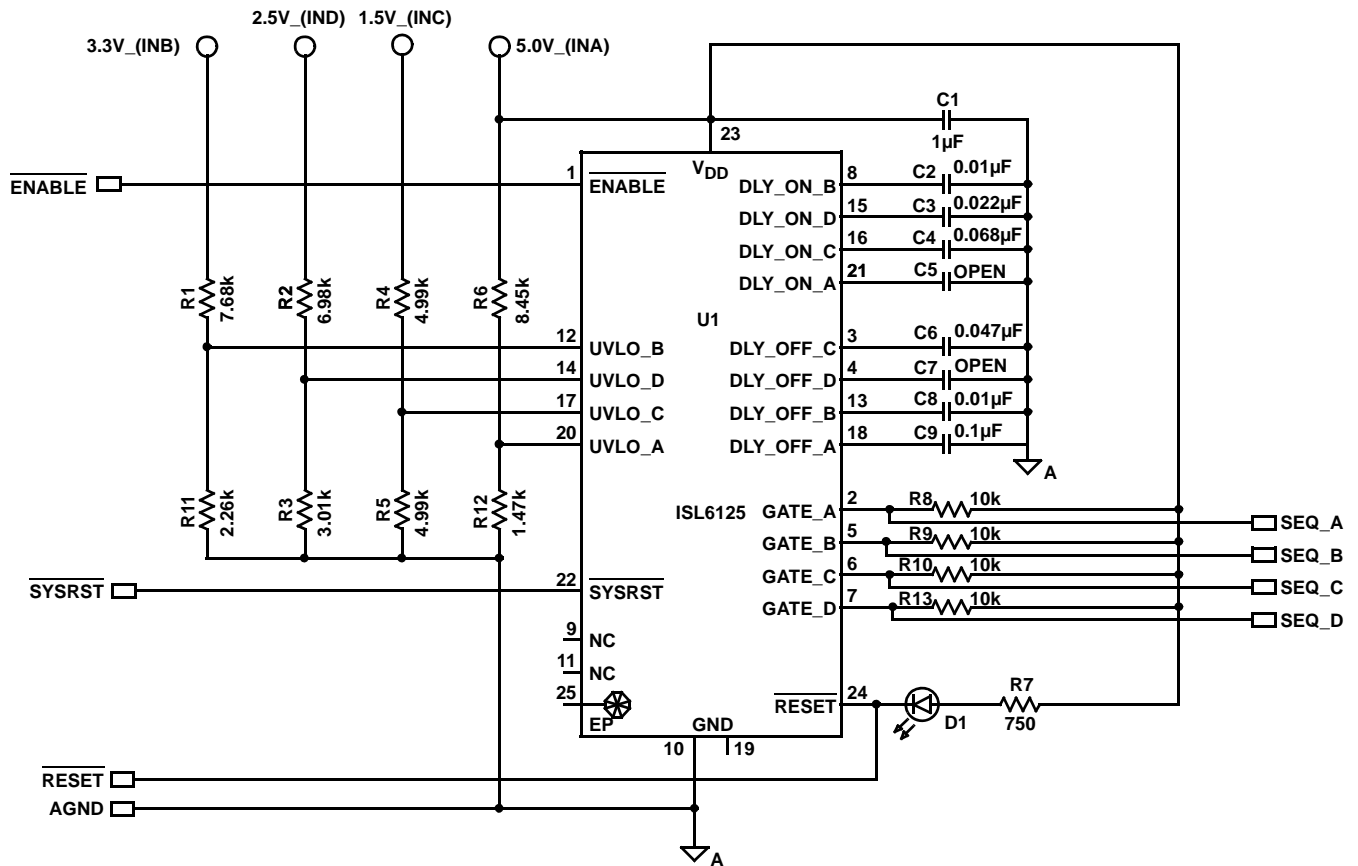 2.5V_(IND) 1.5V_(INC)
3.3V_(INB) 5.0V_(INA)
C1
1µF
23
VDD
ENABLE
1
ENABLE
DLY_ON_B
8
C2
0.01µF
DLY_ON_D
15
C3
0.022µF
DLY_ON_C
16
C4
0.068µF
DLY_ON_A
21
C5
OPEN
R1
7.68k
R2
6.98k
R4
4.99k
R6
8.45k
U1
12
UVLO_B
14
UVLO_D
17
UVLO_C
20
UVLO_A
DLY_OFF_C
3
C6
0.047µF
DLY_OFF_D
4
C7
OPEN
DLY_OFF_B
13
C8
0.01µF
DLY_OFF_A
18
C9
0.1µF
A
R11
2.26k
R3
3.01k
R5
4.99k
R12
1.47k
ISL6125
GATE_A
2
R8
10k
SEQ_A
GATE_B
5
R9
10k
SEQ_B
GATE_C
6
R10
10k
SEQ_C
GATE_D
7
R13
10k
SEQ_D
SYSRST
22
SYSRST
9
NC
11
NC
25
EP
RESET
24
D1
R7
750
GND
10
19
RESET
AGND
A